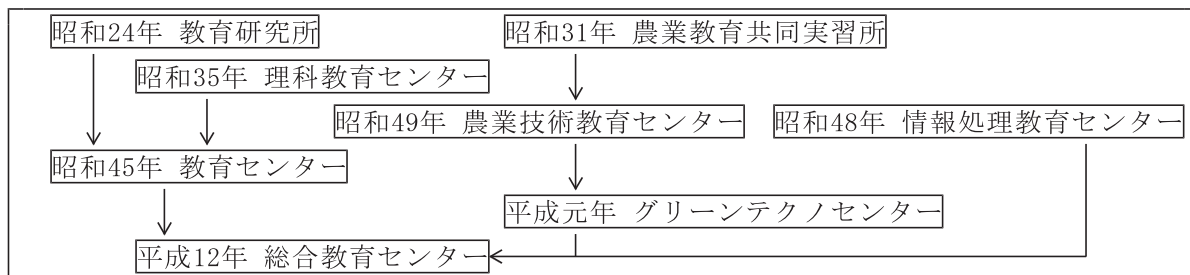 昭和24年 教育研究所
昭和31年 農業教育共同実習所
昭和35年 理科教育センター
昭和49年 農業技術教育センター
昭和48年 情報処理教育センター
昭和45年 教育センター
平成元年 グリーンテクノセンター
平成12年 総合教育センター